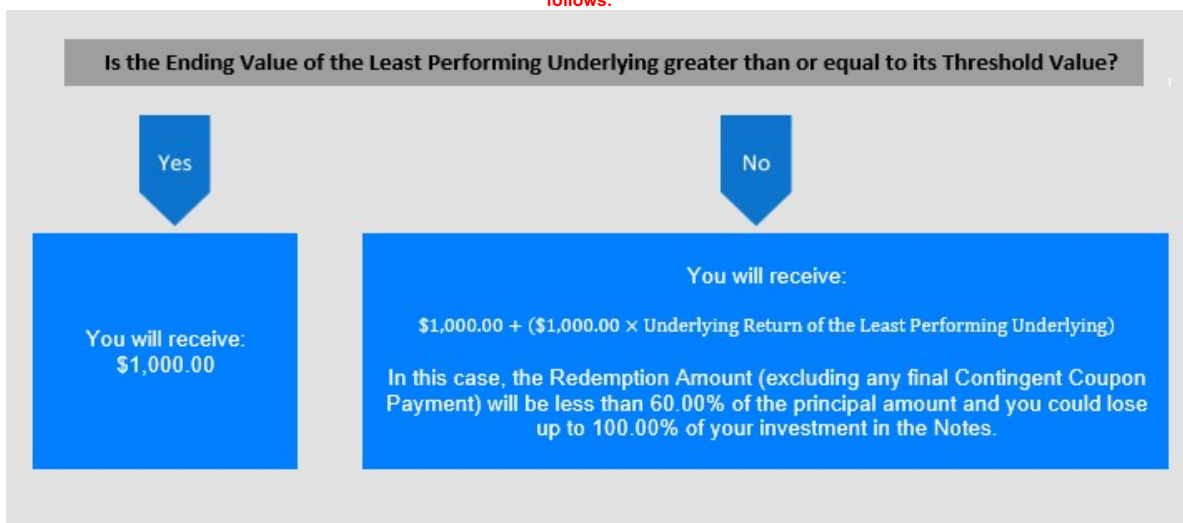 follows:
Is the Ending Value of the Least Performing Underlying greater than or equal to its Threshold Value?
Yes
No
You will receive:
$1,000.00
You will receive:
$1,000.00 + ($1,000.00 × Underlying Return of the Least Performing Underlying)
In this case, the Redemption Amount (excluding any final Contingent Coupon
Payment) will be less than 60.00% of the principal amount and you could lose
up to 100.00% of your investment in the Notes.